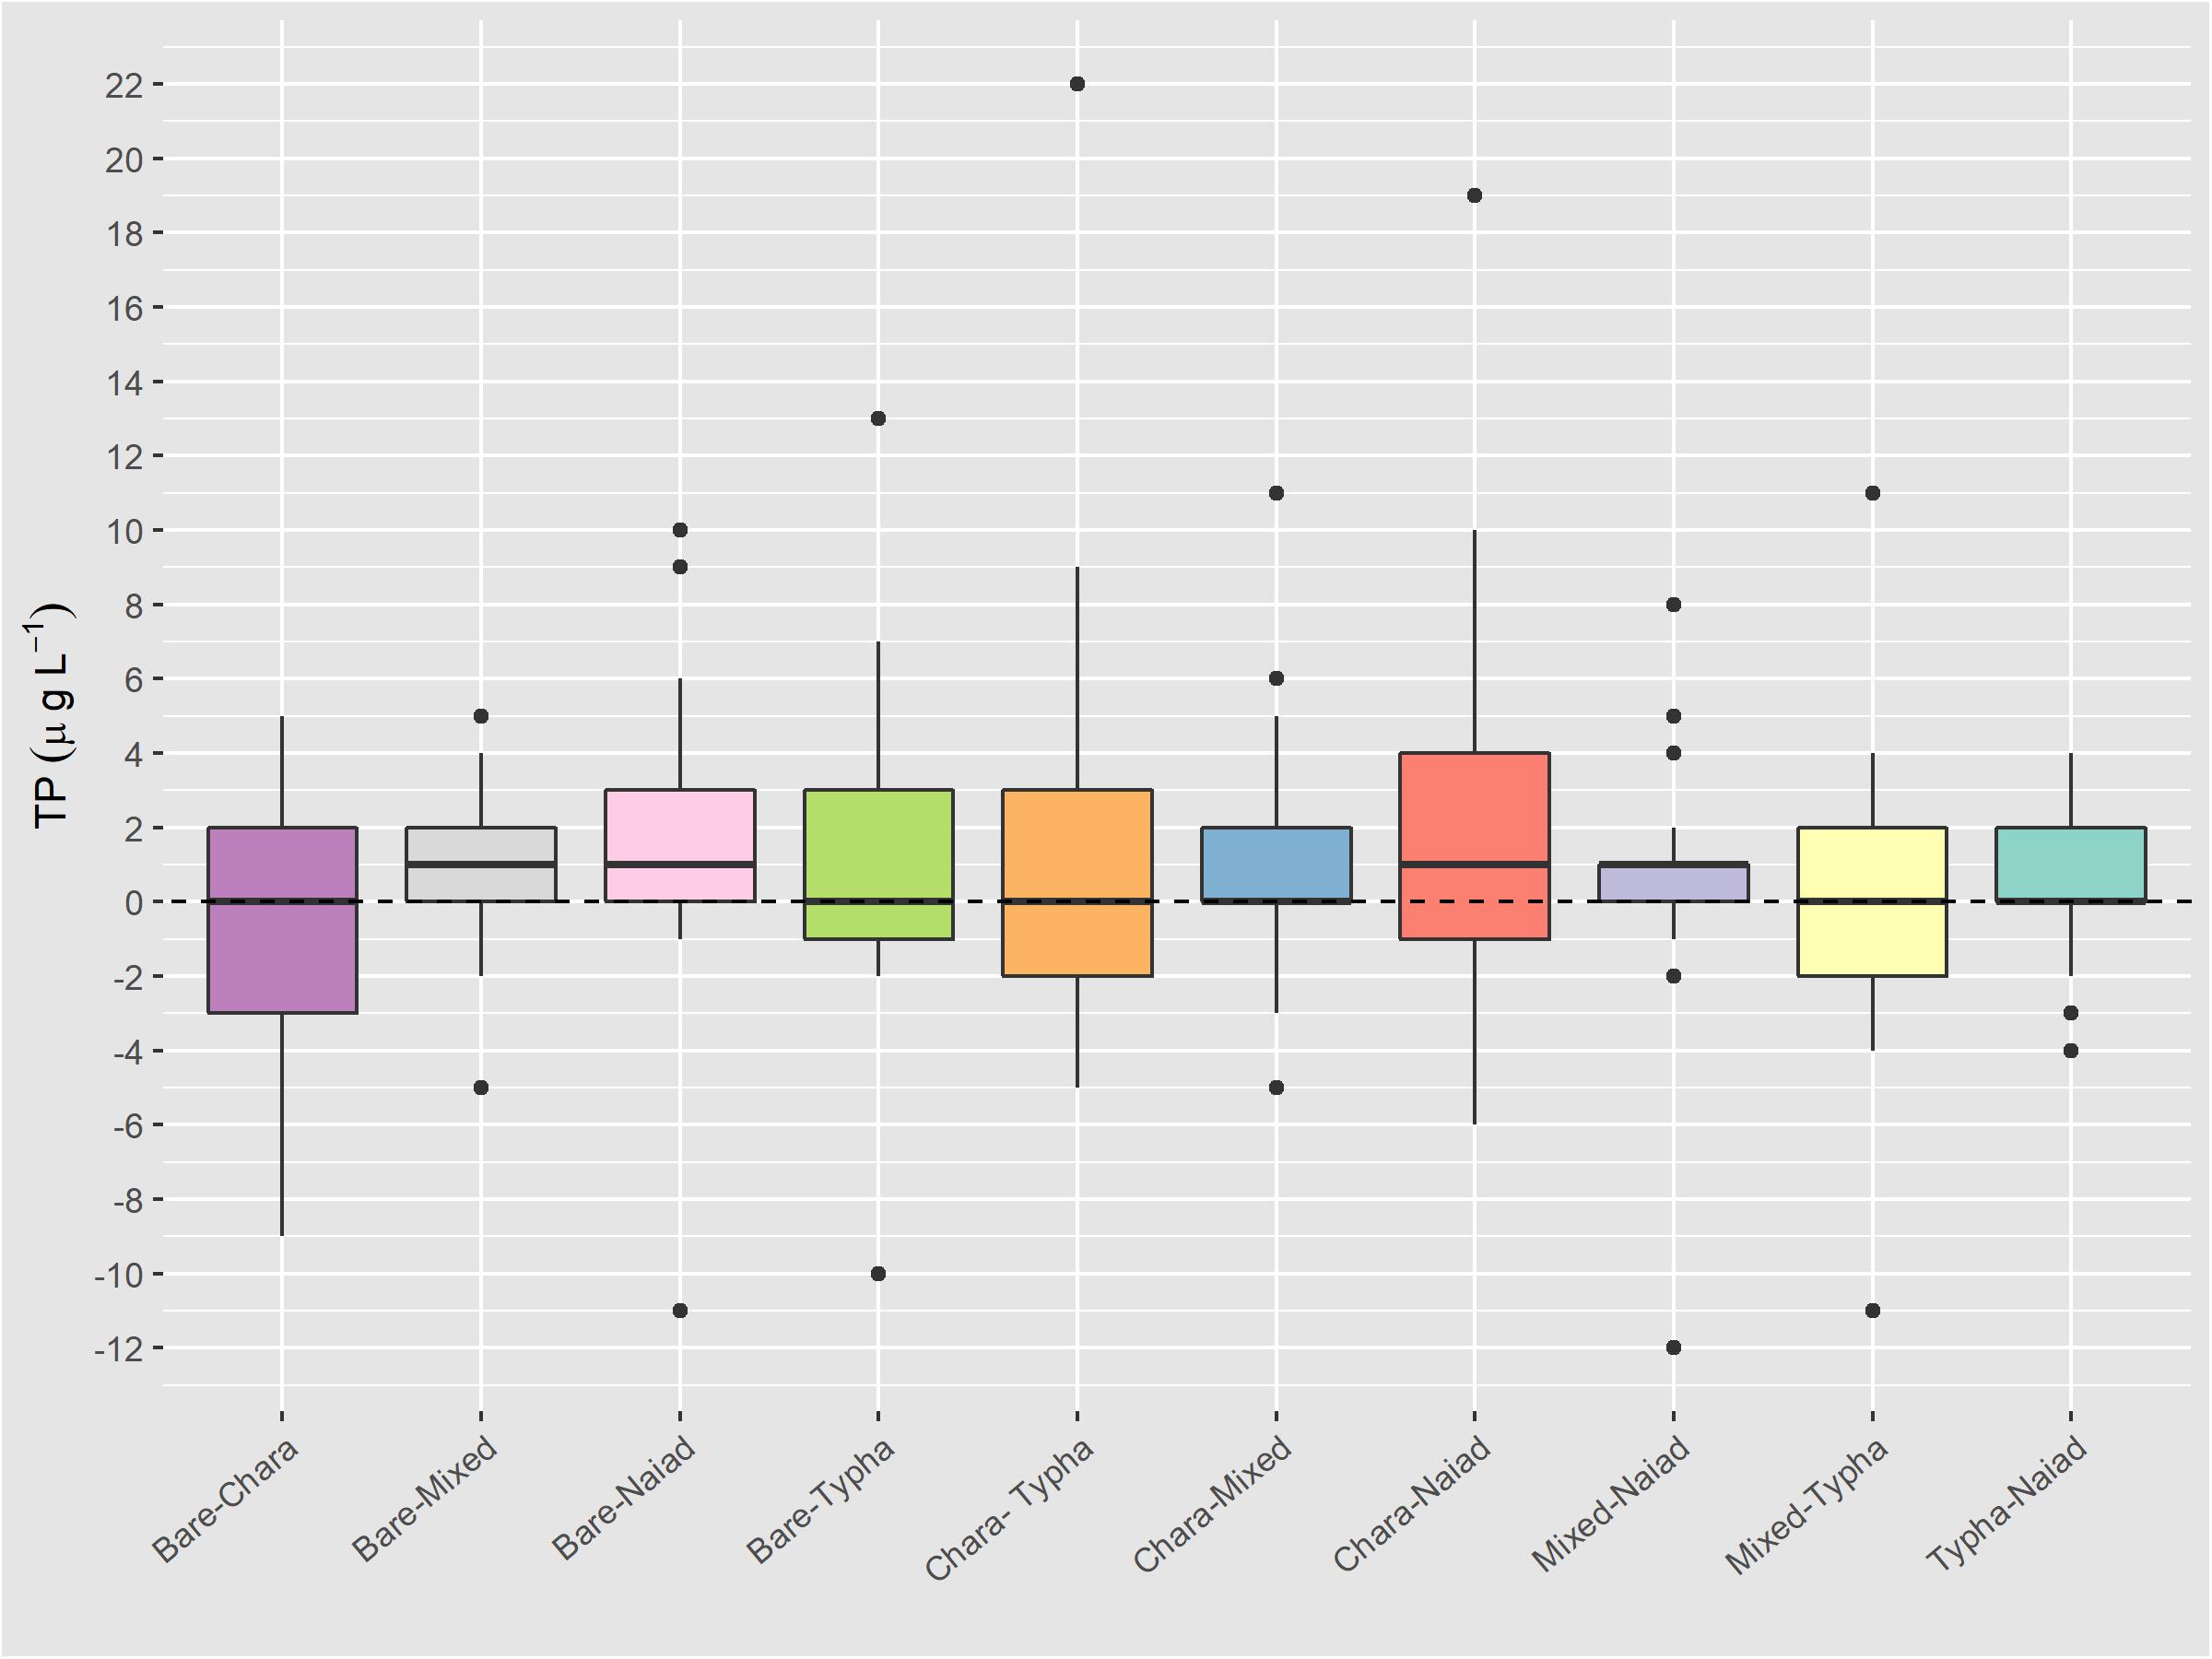 TP (μ g L⁻¹)
22
20
18
16
14
12
10
8
6
4
2
0
-2
-4
-6
-8
-10
-12
Bare-Chara
Bare-Mixed
Bare-Naiad
Bare-Typha
Chara- Typha
Chara-Mixed
Chara-Naiad
Mixed-Naiad
Mixed-Typha
Typha-Naiad